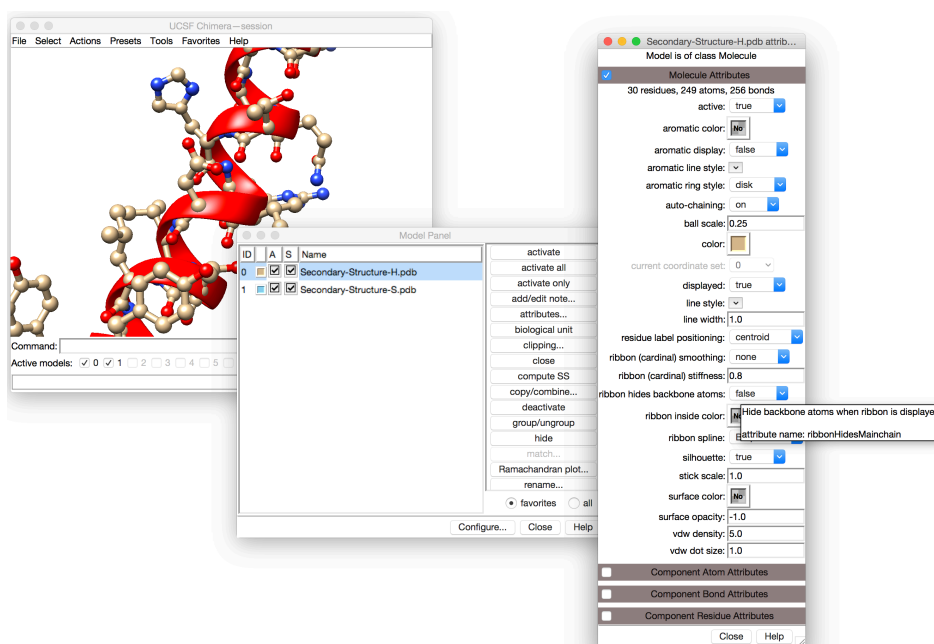 UCSF Chimera—session
File Select Actions Presets Tools Favorites Help
Command:
Active models: 0 1 2 3 4 5
Model Panel
ID A S Name
0 Secondary-Structure-H.pdb
1 Secondary-Structure-S.pdb
activate
activate all
activate only
add/edit note...
attributes...
biological unit
clipping...
close
compute SS
copy/combine...
deactivate
group/ungroup
hide
match...
Ramachandran plot...
rename...
favorites all
Configure... Close Help
Secondary-Structure-H.pdb attrib...
Model is of class Molecule
Molecule Attributes
30 residues, 249 atoms, 256 bonds
active: true
aromatic color: No
aromatic display: false
aromatic line style:
aromatic ring style: disk
auto-chaining: on
ball scale: 0.25
color:
current coordinate set: 0
displayed: true
line style:
line width: 1.0
residue label positioning: centroid
ribbon (cardinal) smoothing: none
ribbon (cardinal) stiffness: 0.8
ribbon hides backbone atoms: false
ribbon inside color:
Hide backbone atoms when ribbon is displaye
attribute name: ribbonHidesMainchain
ribbon spline:
silhouette: true
stick scale: 1.0
surface color: No
surface opacity: -1.0
vdw density: 5.0
vdw dot size: 1.0
Component Atom Attributes
Component Bond Attributes
Component Residue Attributes
Close Help